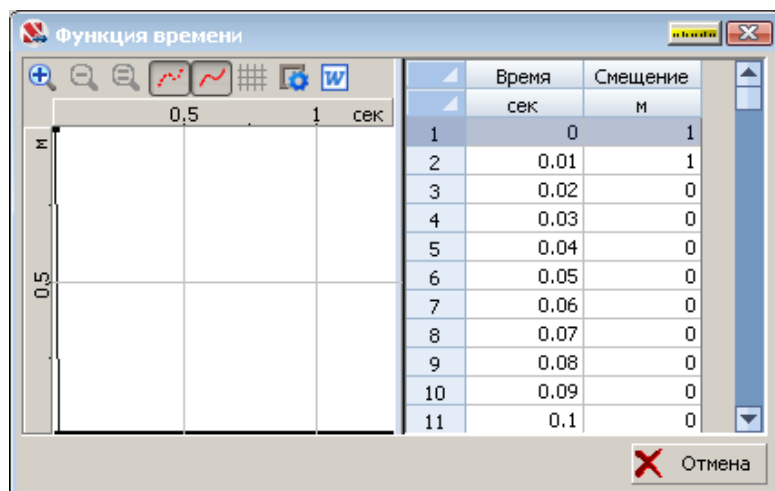 Функция времени
W
0,5 1 сек
м
0,5
Время Смещение
сек м
1 0 1
2 0.01 1
3 0.02 0
4 0.03 0
5 0.04 0
6 0.05 0
7 0.06 0
8 0.07 0
9 0.08 0
10 0.09 0
11 0.1 0
Отмена